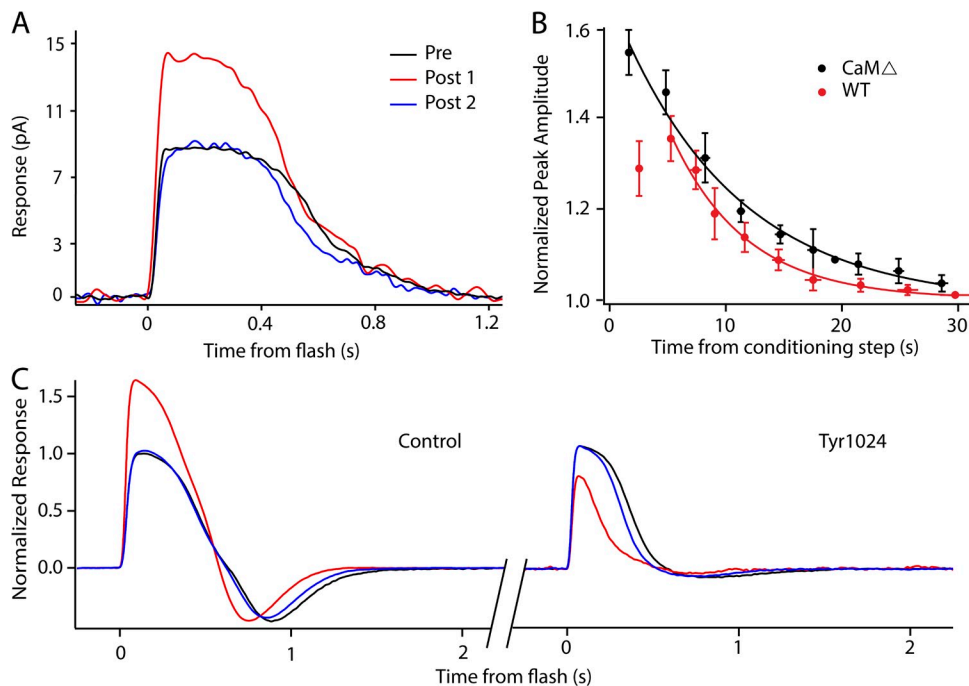 A
15
11
7
3
0
Response (pA)
Pre
Post 1
Post 2
0
0.4
0.8
1.2
Time from flash (s)
B
1.6
1.4
1.2
1.0
Normalized Peak Amplitude
CaM△
WT
0
10
20
30
Time from conditioning step (s)
C
1.5
1.0
0.5
0.0
Normalized Response
Control
Tyr1024
0
1
2
0
1
2
Time from flash (s)